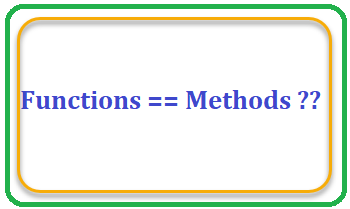 Functions == Methods ??